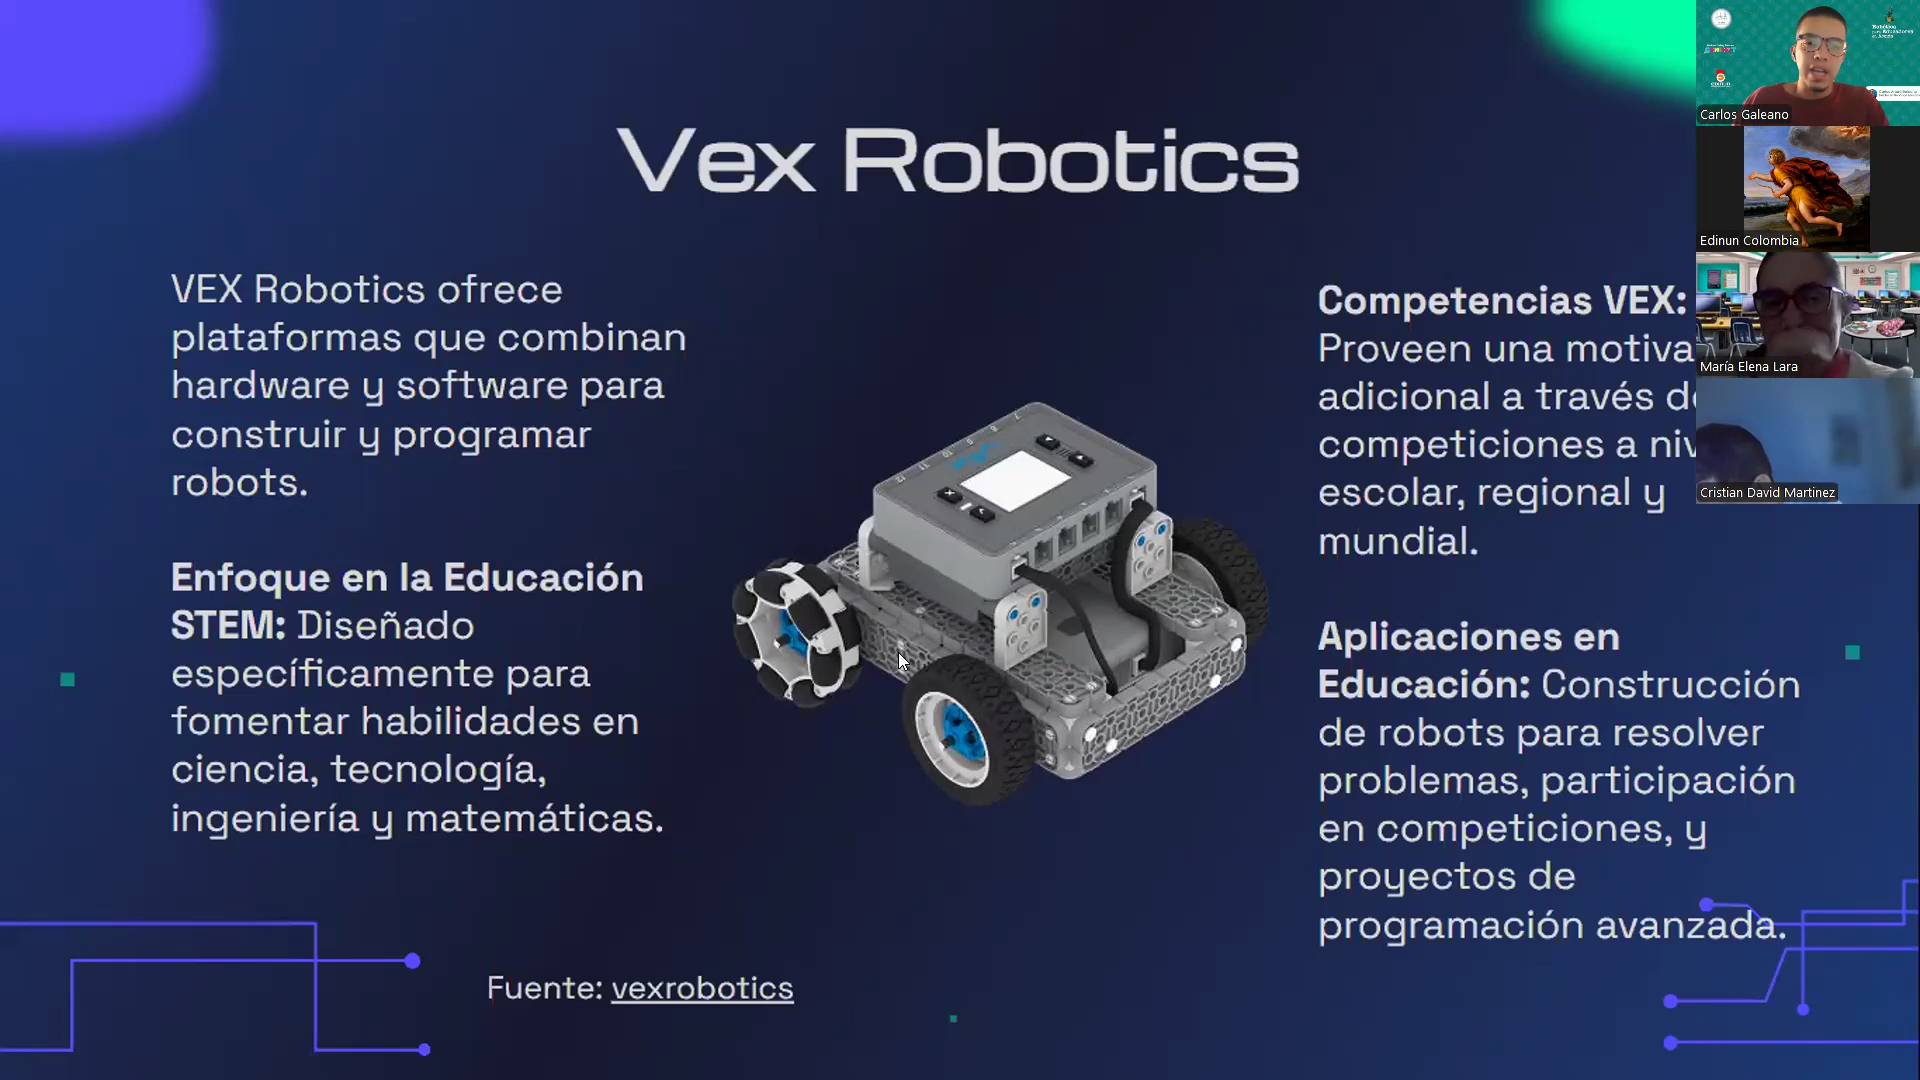 Vex Robotics
VEX Robotics ofrece
plataformas que combinan
hardware y software para
construir y programar
robots.
Enfoque en la Educación
STEM: Diseñado
específicamente para
fomentar habilidades en
ciencia, tecnología,
ingeniería y matemáticas.
Fuente: vexrobotics
Competencias VEX:
Proveen una motiva
adicional a través de
competiciones a niv
escolar, regional y
mundial.
Aplicaciones en
Educación: Construcción
de robots para resolver
problemas, participación
en competiciones, y
proyectos de
programación avanzada.
Carlos Galeano
Edinun Colombia
María Elena Lara
Cristian David Martinez